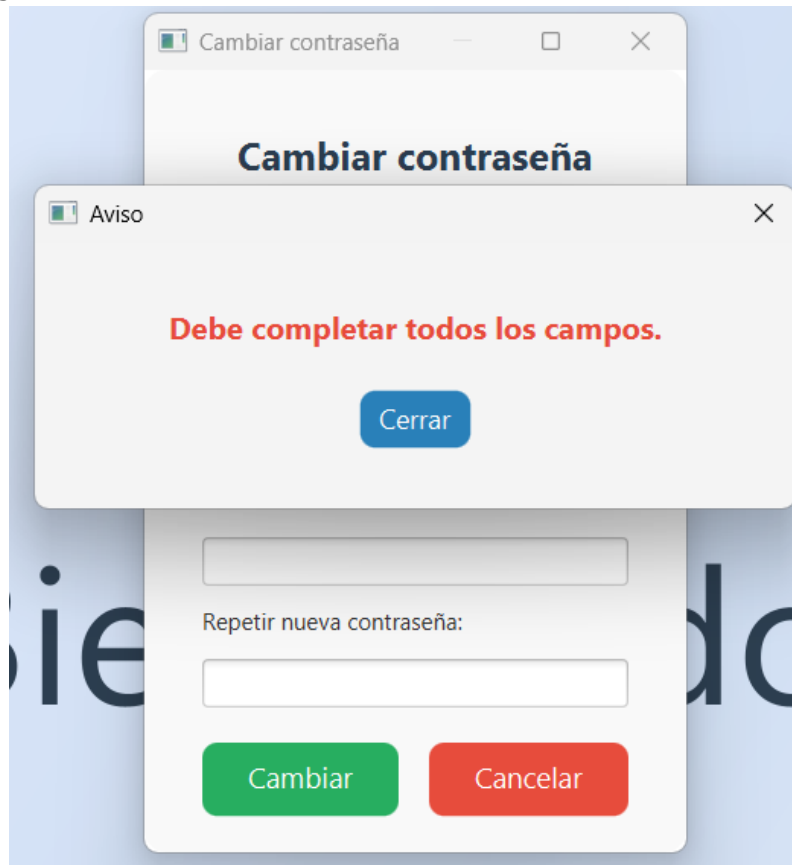 Cambiar contraseña
Cambiar contraseña
Aviso
Debe completar todos los campos.
Cerrar
Repetir nueva contraseña:
Cambiar
Cancelar